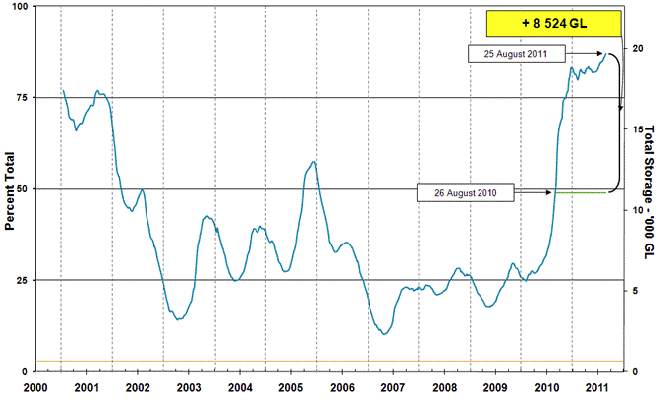 + 8 524 GL
25 August 2011
26 August 2010
Percent Total
100
75
50
25
0
Total Storage - '000 GL
20
15
10
5
0
2000 2001 2002 2003 2004 2005 2006 2007 2008 2009 2010 2011